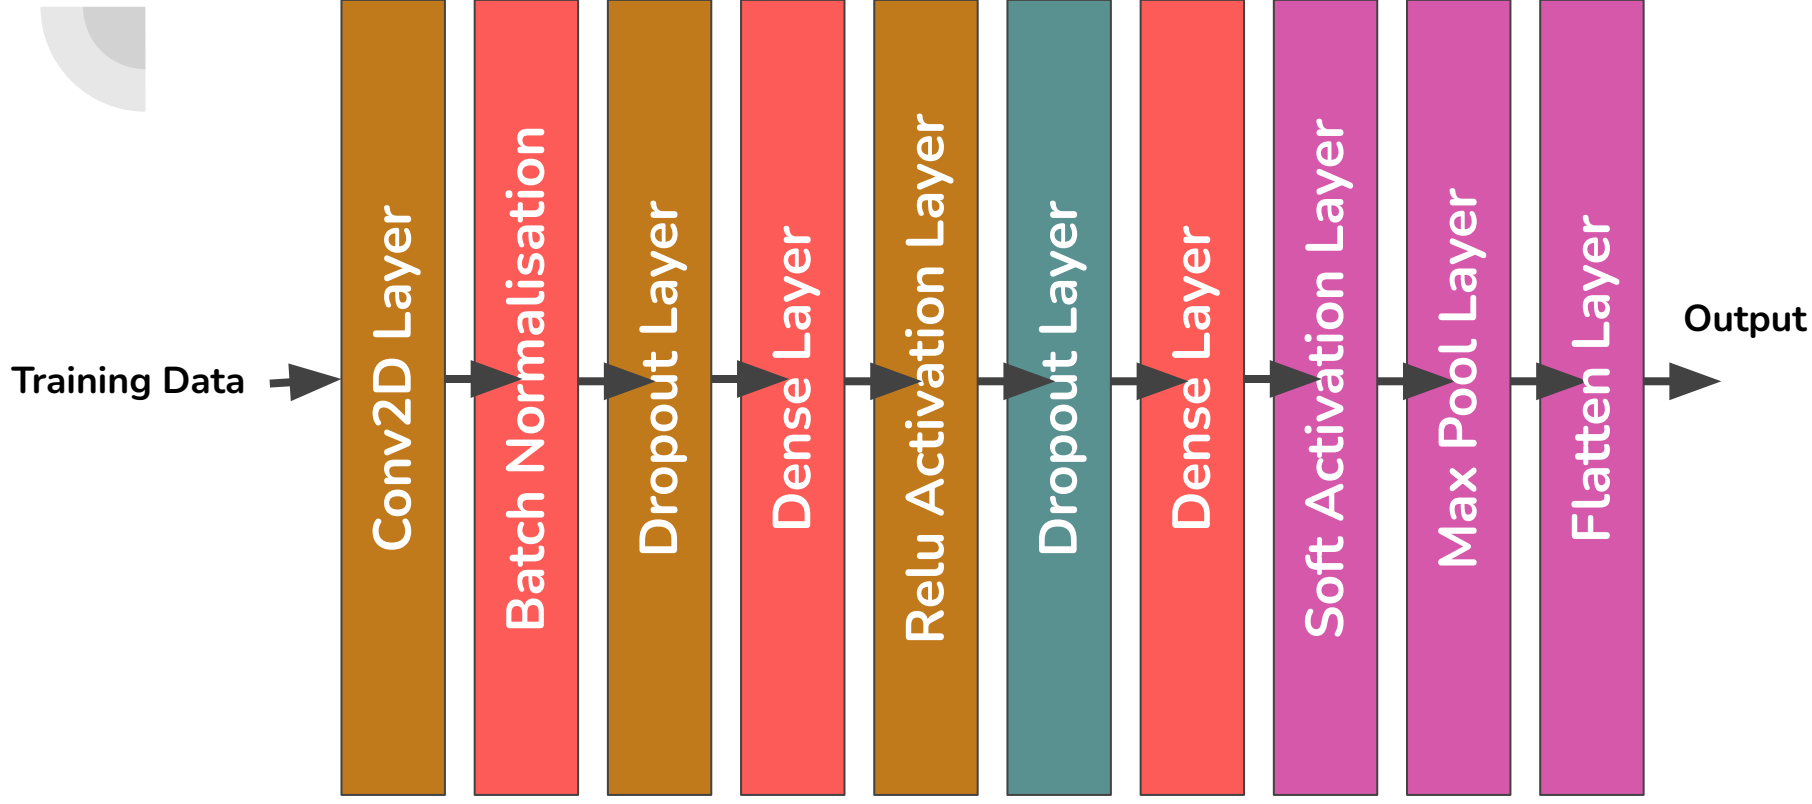 Training Data
Conv2D Layer
Batch Normalisation
Dropout Layer
Dense Layer
Relu Activation Layer
Dropout Layer
Dense Layer
Soft Activation Layer
Max Pool Layer
Flatten Layer
Output